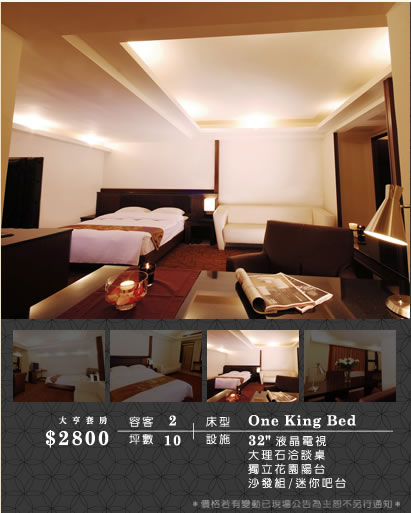 大亨套房
$2800
容客 2
坪數 10
床型 One King Bed
設施 32" 液晶電視
大理石洽談桌
獨立花園陽台
沙發組/迷你吧台
*價格若有變動已現場公告為主恕不另行通知*